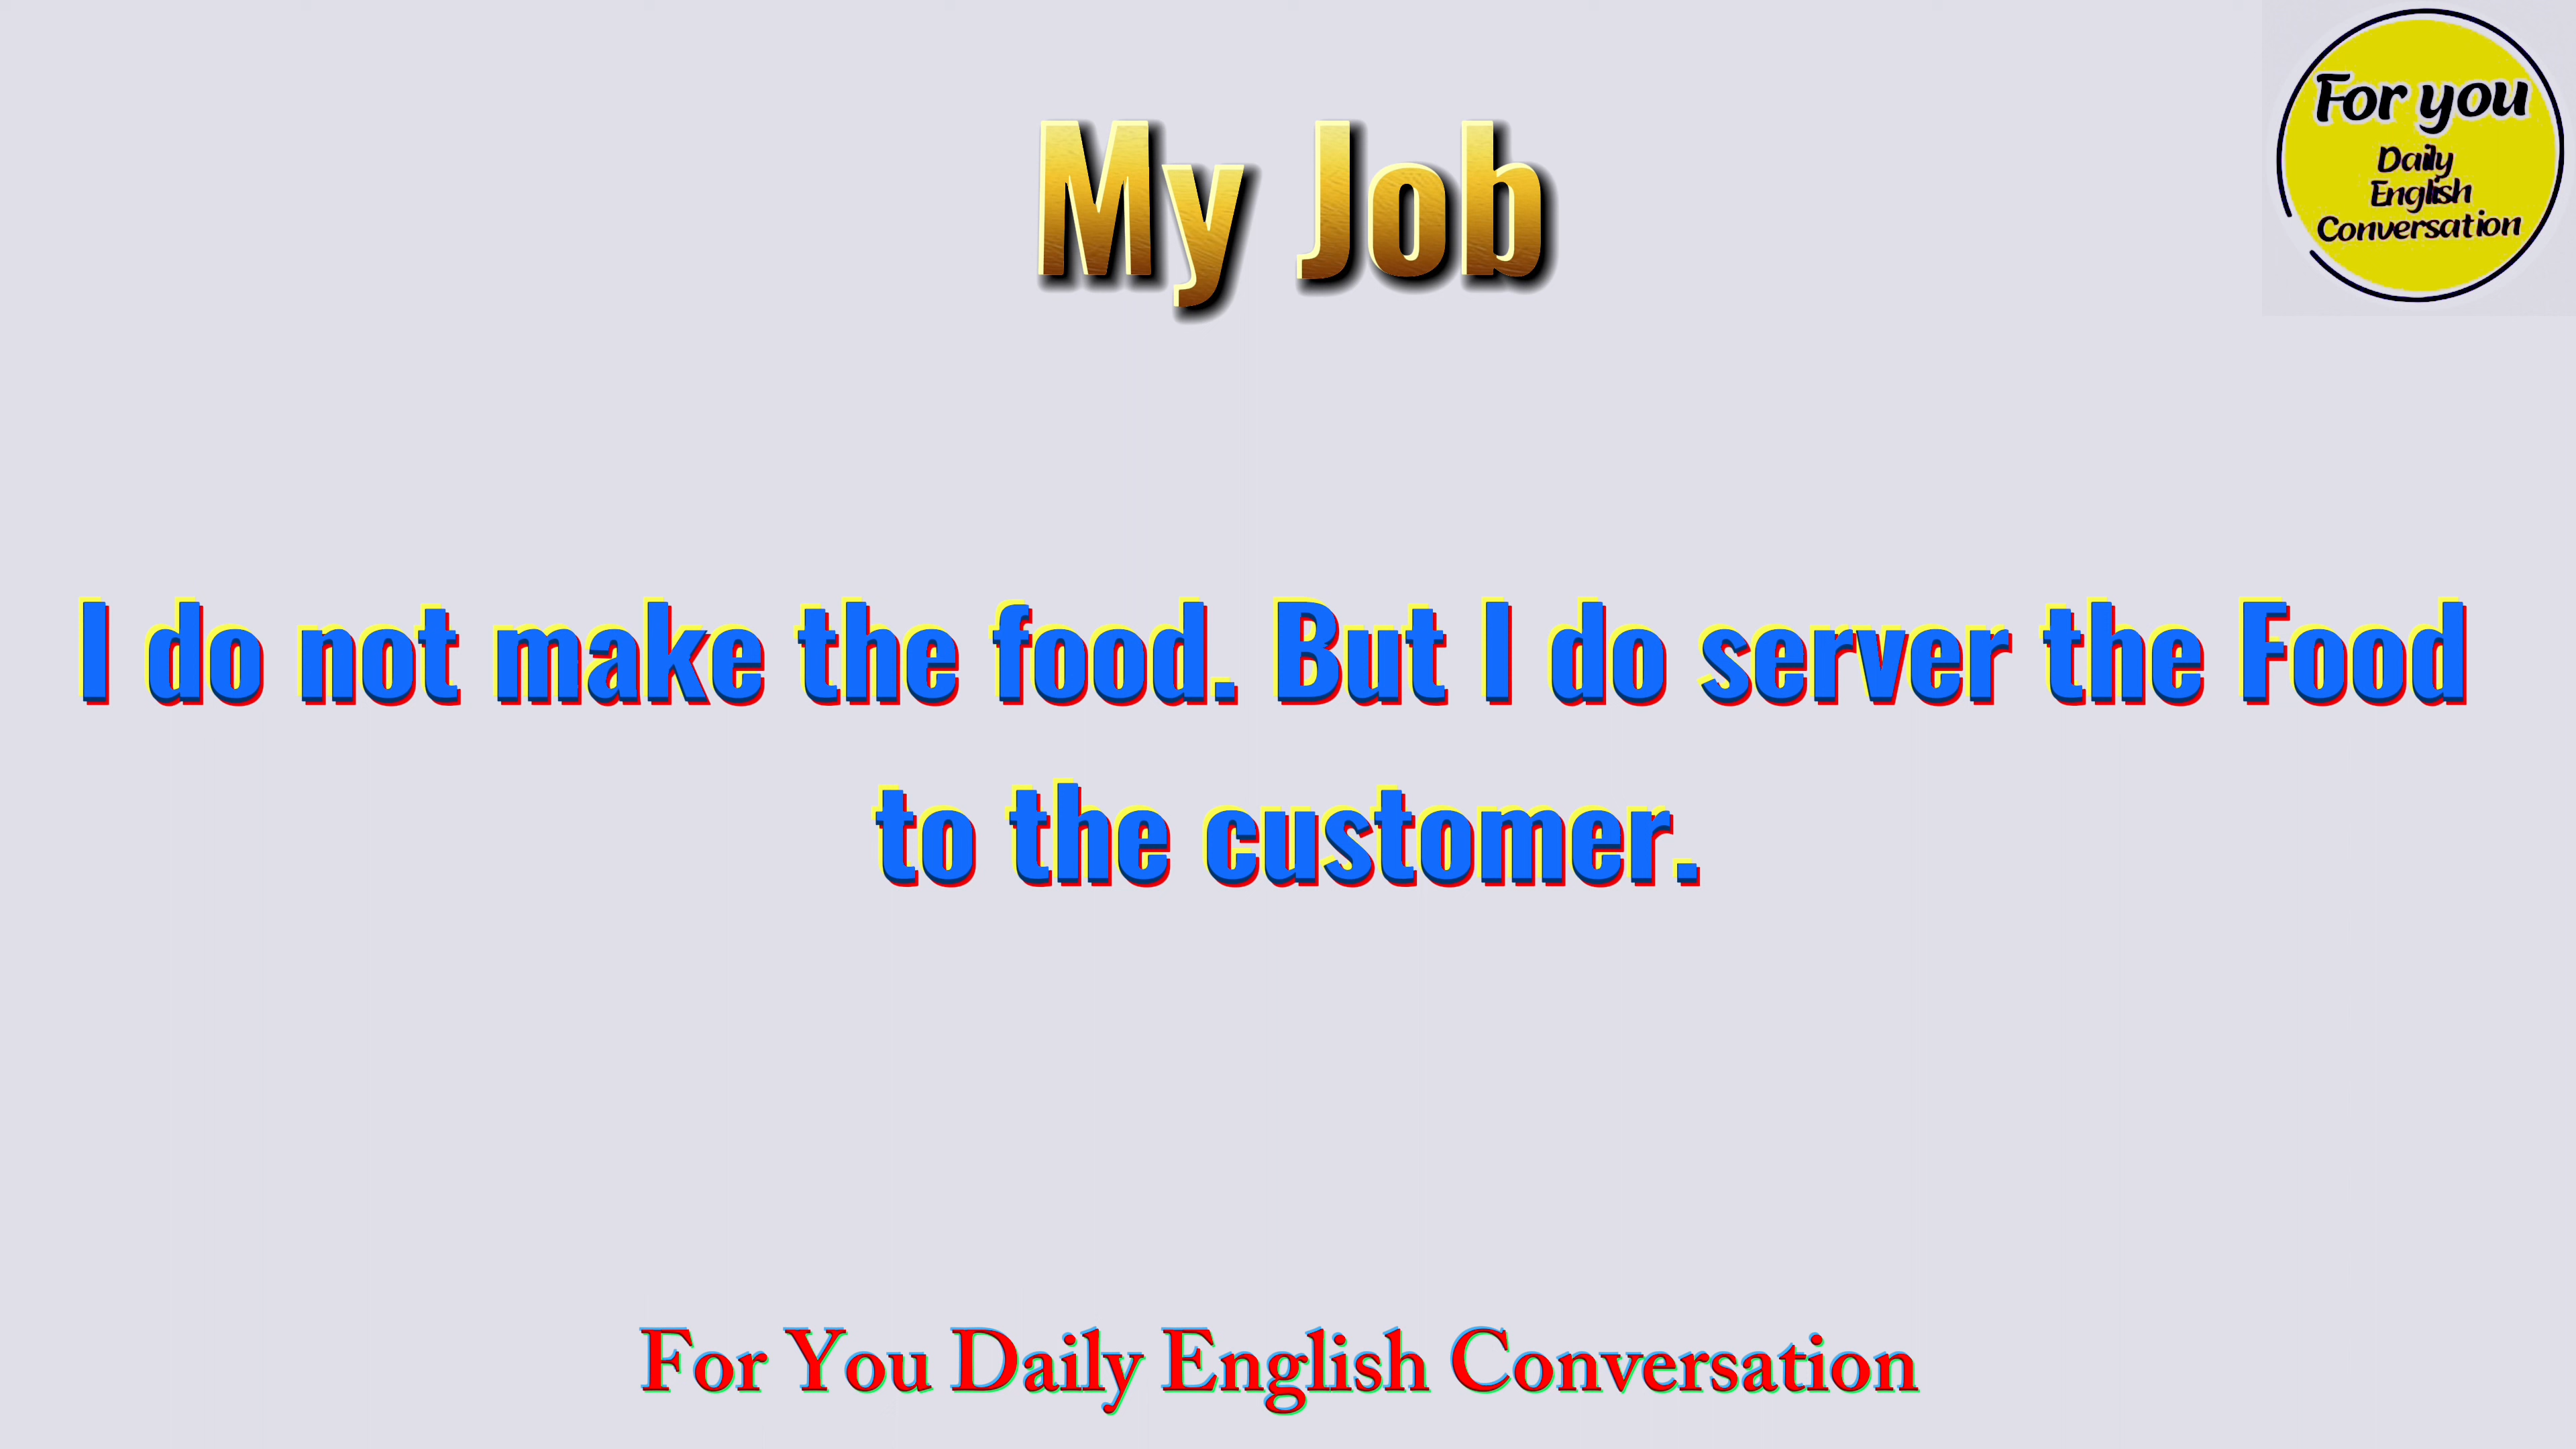 For you
Daily
English
Conversation
My Job
I do not make the food. But I do server the Food
to the customer.
For You Daily English Conversation